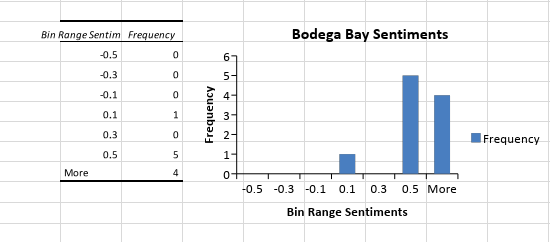 Bin Range Sentim Frequency
-0.5 0
-0.3 0
-0.1 0
0.1 1
0.3 0
0.5 5
More 4
Bodega Bay Sentiments
Frequency
6
5
4
3
2
1
0
-0.5 -0.3 -0.1 0.1 0.3 0.5 More
Bin Range Sentiments
Frequency